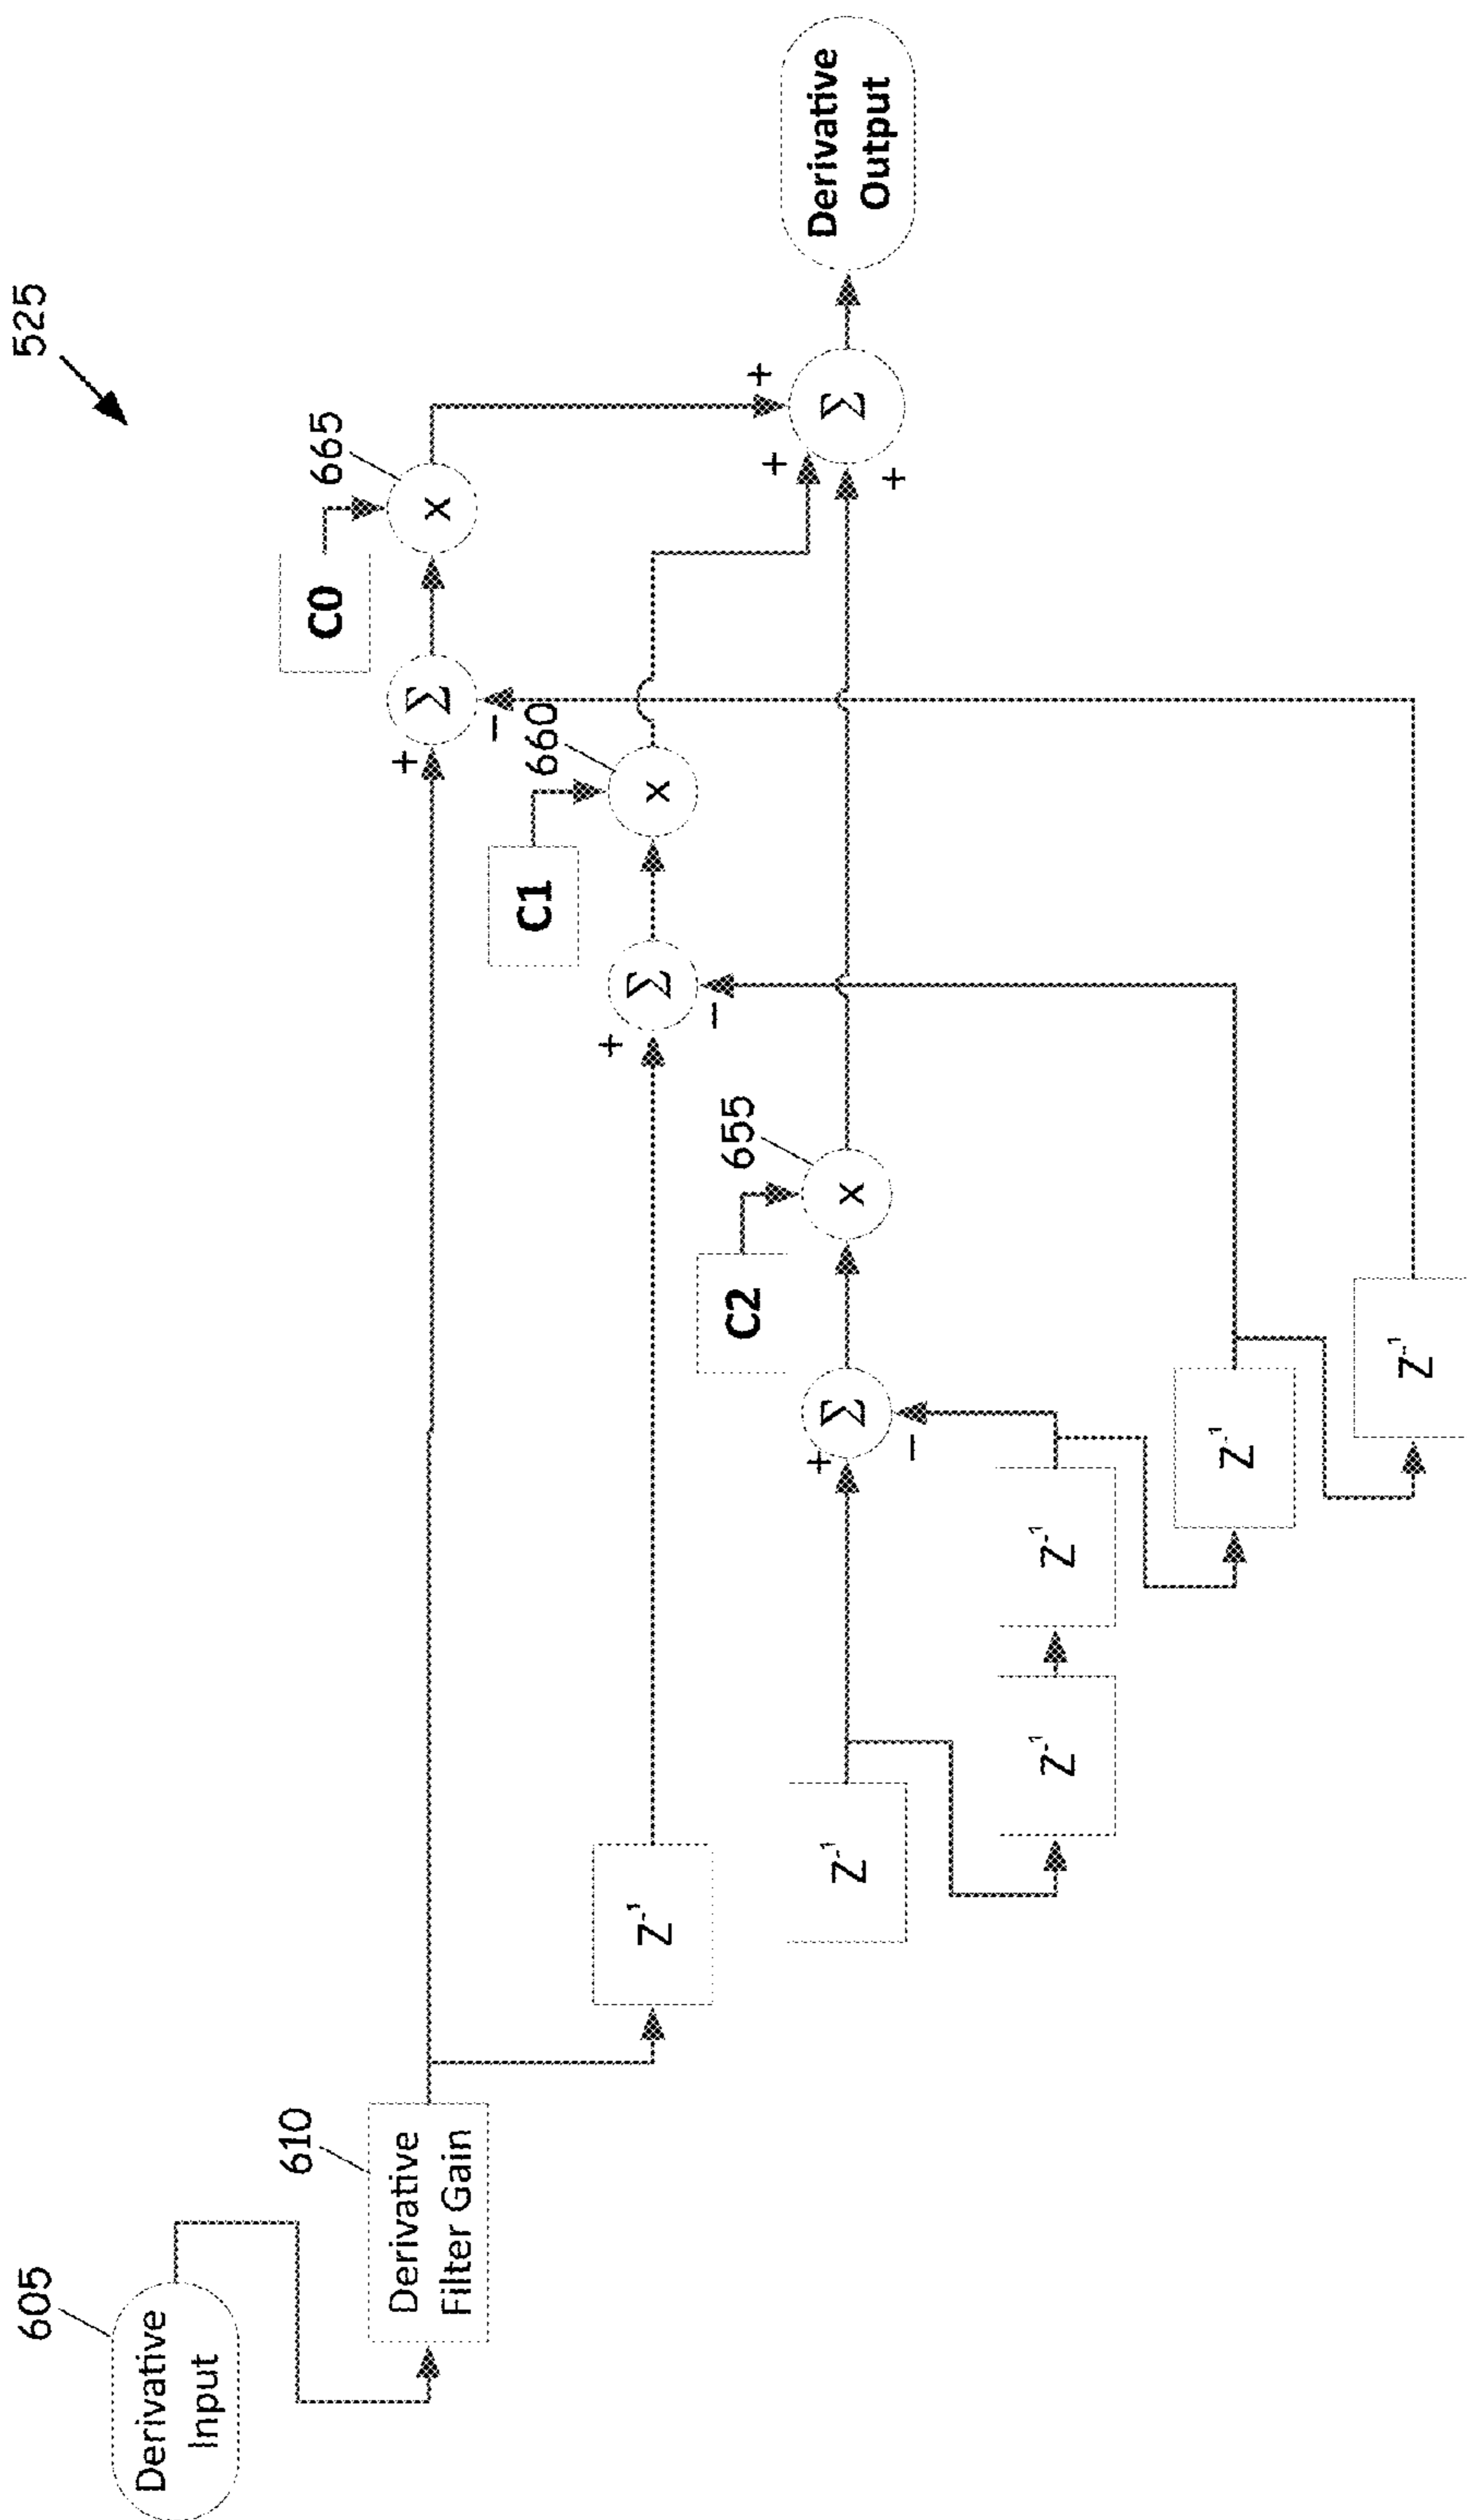 525
605
Derivative
Input
610
Derivative
Filter Gain
C0
665
x
Σ
+
−
C1
660
x
Σ
+
−
C2
655
x
Σ
+
−
Z-1
Z-1
Z-1
Z-1
Z-1
Z-1
+
+
+
Σ
Derivative
Output